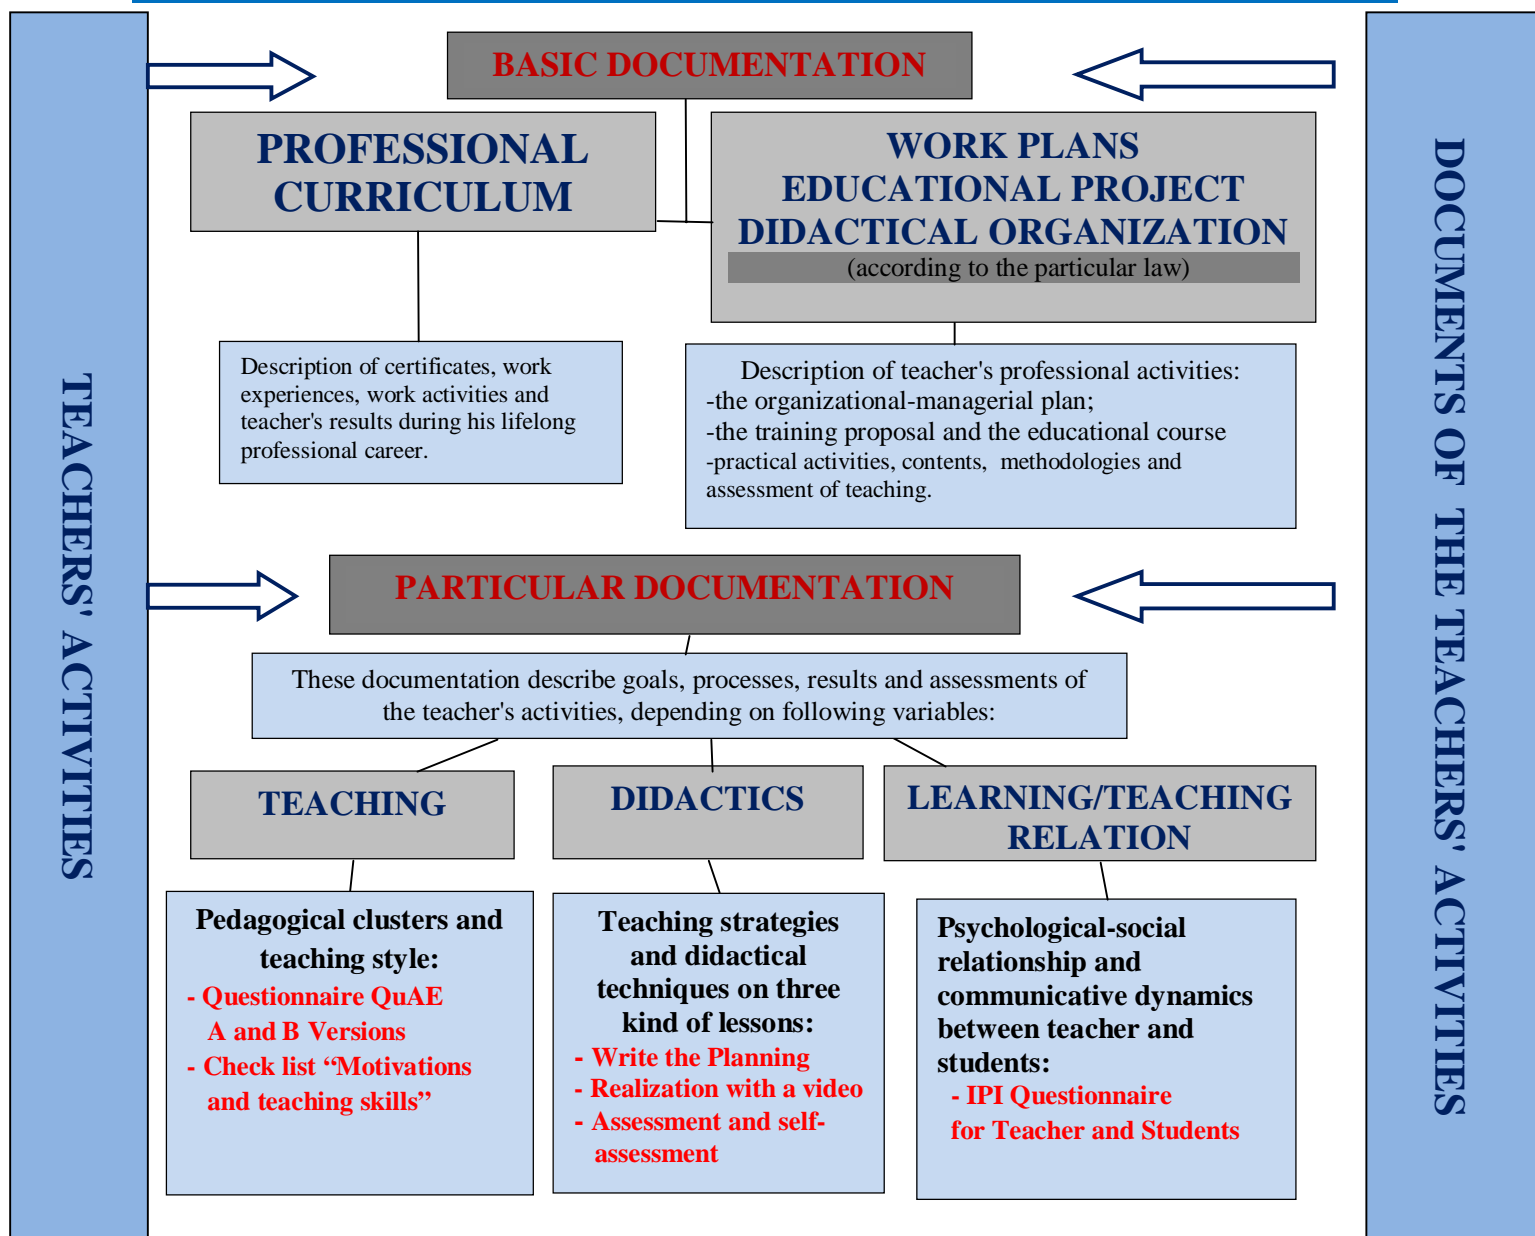 BASIC DOCUMENTATION
PROFESSIONAL
CURRICULUM
WORK PLANS
EDUCATIONAL PROJECT
DIDACTICAL ORGANIZATION
(according to the particular law)
Description of certificates, work
experiences, work activities and
teacher's results during his lifelong
professional career.
Description of teacher's professional activities:
-the organizational-managerial plan;
-the training proposal and the educational course
-practical activities, contents, methodologies and
assessment of teaching.
TEACHERS' ACTIVITIES
DOCUMENTS OF THE TEACHERS' ACTIVITIES
PARTICULAR DOCUMENTATION
These documentation describe goals, processes, results and assessments of
the teacher's activities, depending on following variables:
TEACHING
DIDACTICS
LEARNING/TEACHING
RELATION
Pedagogical clusters and
teaching style:
- Questionnaire QuAE
A and B Versions
- Check list “Motivations
and teaching skills”
Teaching strategies
and didactical
techniques on three
kind of lessons:
- Write the Planning
- Realization with a video
- Assessment and self-
assessment
Psychological-social
relationship and
communicative dynamics
between teacher and
students:
- IPI Questionnaire
for Teacher and Students